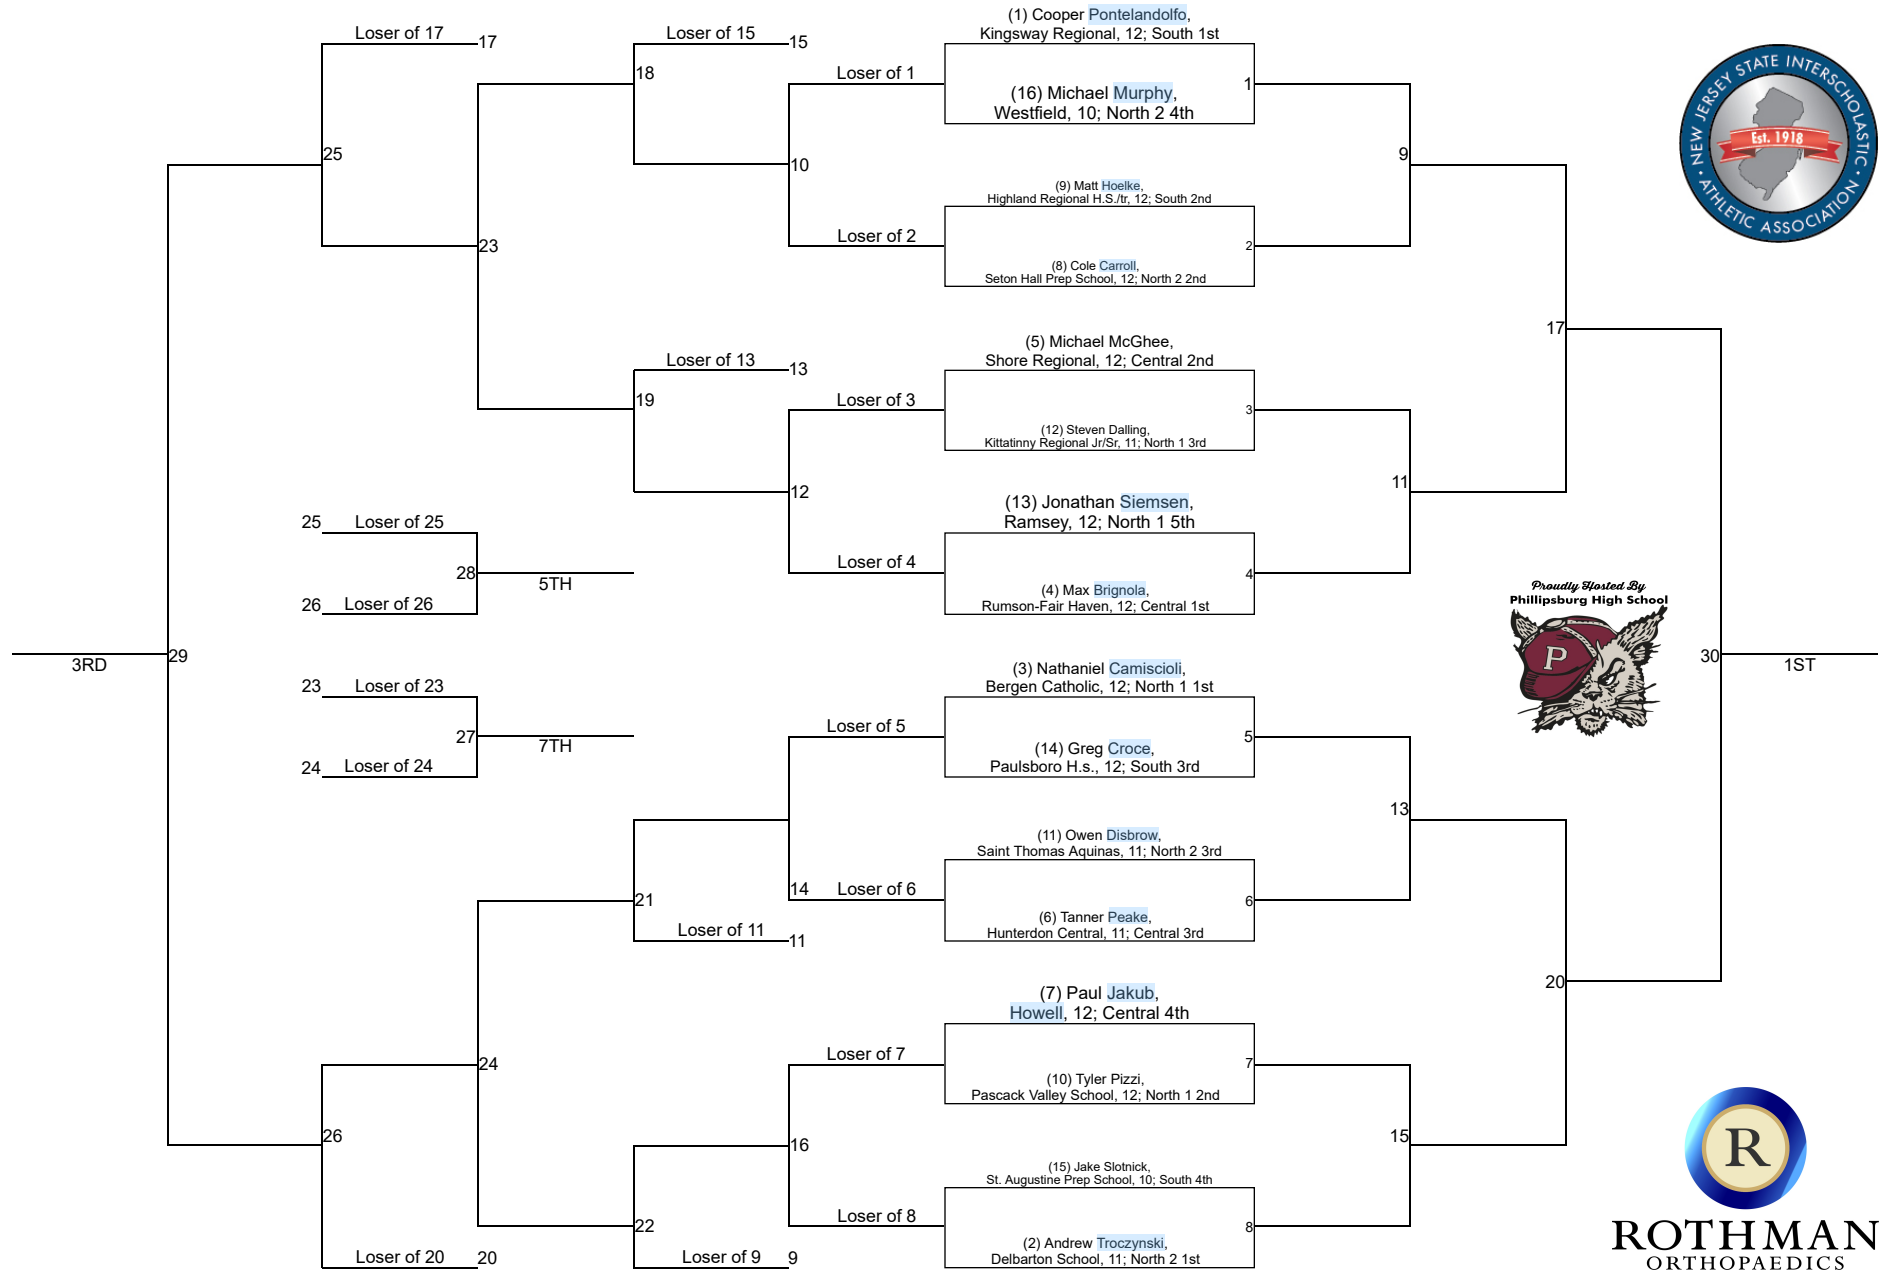 Loser of 17
17
Loser of 15
15
18
25
23
10
Loser of 1
Loser of 2
Loser of 13
13
19
Loser of 3
12
Loser of 4
25
Loser of 25
28
5TH
26
Loser of 26
3RD
29
23
Loser of 23
27
7TH
24
Loser of 24
Loser of 5
14
Loser of 6
21
Loser of 11
11
24
Loser of 7
26
16
Loser of 8
22
Loser of 20
20
Loser of 9
9
(1) Cooper Pontelandolfo,
Kingsway Regional, 12; South 1st
1
(16) Michael Murphy,
Westfield, 10; North 2 4th
(9) Matt Hoelke,
Highland Regional H.S./tr, 12; South 2nd
2
(8) Cole Carroll,
Seton Hall Prep School, 12; North 2 2nd
(5) Michael McGhee,
Shore Regional, 12; Central 2nd
3
(12) Steven Dalling,
Kittatinny Regional Jr/Sr, 11; North 1 3rd
(13) Jonathan Siemsen,
Ramsey, 12; North 1 5th
4
(4) Max Brignola,
Rumson-Fair Haven, 12; Central 1st
(3) Nathaniel Camiscioli,
Bergen Catholic, 12; North 1 1st
5
(14) Greg Croce,
Paulsboro H.s., 12; South 3rd
(11) Owen Disbrow,
Saint Thomas Aquinas, 11; North 2 3rd
6
(6) Tanner Peake,
Hunterdon Central, 11; Central 3rd
(7) Paul Jakub,
Howell, 12; Central 4th
7
(10) Tyler Pizzi,
Pascack Valley School, 12; North 1 2nd
(15) Jake Slotnick,
St. Augustine Prep School, 10; South 4th
8
(2) Andrew Troczynski,
Delbarton School, 11; North 2 1st
9
17
11
30
1ST
13
20
15
NEW JERSEY STATE INTERSCHOLASTIC
• ATHLETIC ASSOCIATION •
Est. 1918
Proudly Hosted By
Phillipsburg High School
P
R
ROTHMAN
ORTHOPAEDICS